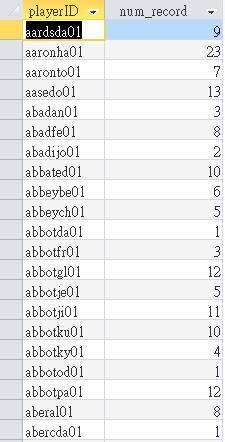 playerID num_record
aardsda01 9
aaronha01 23
aaronto01 7
aasedo01 13
abadan01 3
abadfe01 8
abadijo01 2
abbated01 10
abbeybe01 6
abbeych01 5
abbotda01 1
abbotfr01 3
abbotgl01 12
abbotje01 5
abbotji01 11
abbotku01 10
abbotky01 4
abbotod01 1
abbotpa01 12
aberal01 8
abercda01 1